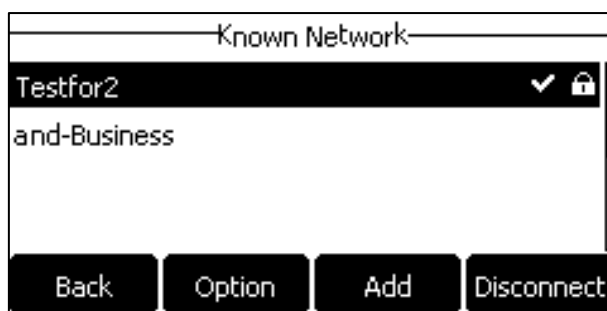 Known Network
Testfor2
and-Business
Back Option Add Disconnect